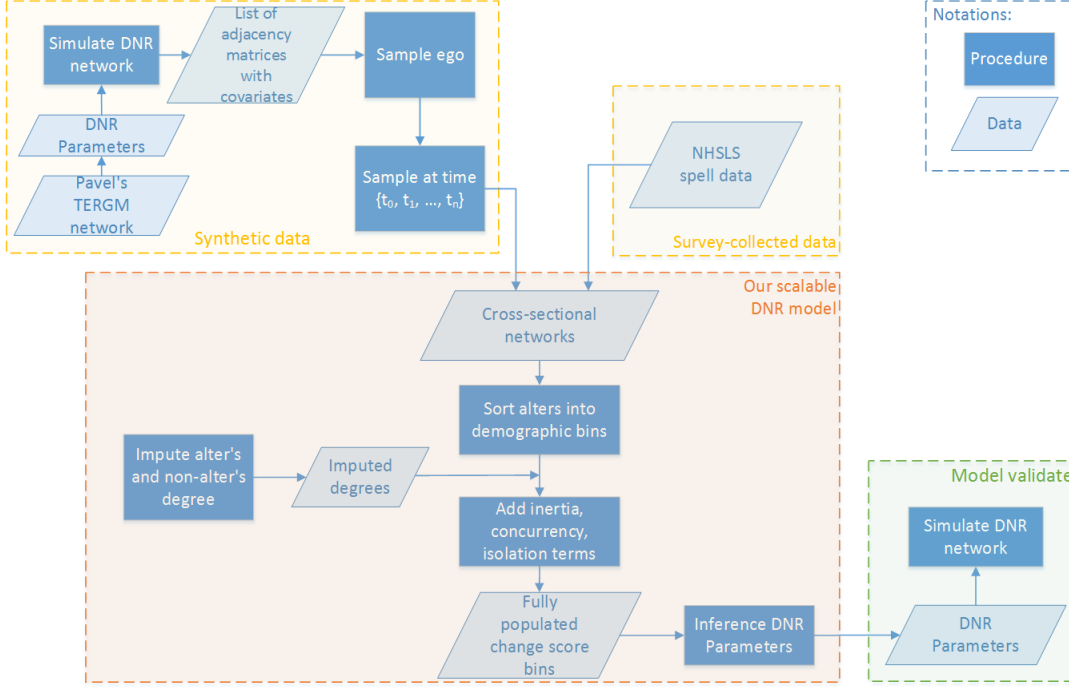 Simulate DNR
network
List of
adjacency
matrices
with
covariates
Sample ego
DNR
Parameters
Pavel's
TERGM
network
Sample at time
{t₀, t₁, ..., tₙ}
Synthetic data
NHSLS
spell data
Survey-collected data
Notations:
Procedure
Data
Our scalable
DNR model
Cross-sectional
networks
Sort alters into
demographic bins
Impute alter's
and non-alter's
degree
Imputed
degrees
Add inertia,
concurrency,
isolation terms
Fully
populated
change score
bins
Inference DNR
Parameters
Model validate
Simulate DNR
network
DNR
Parameters